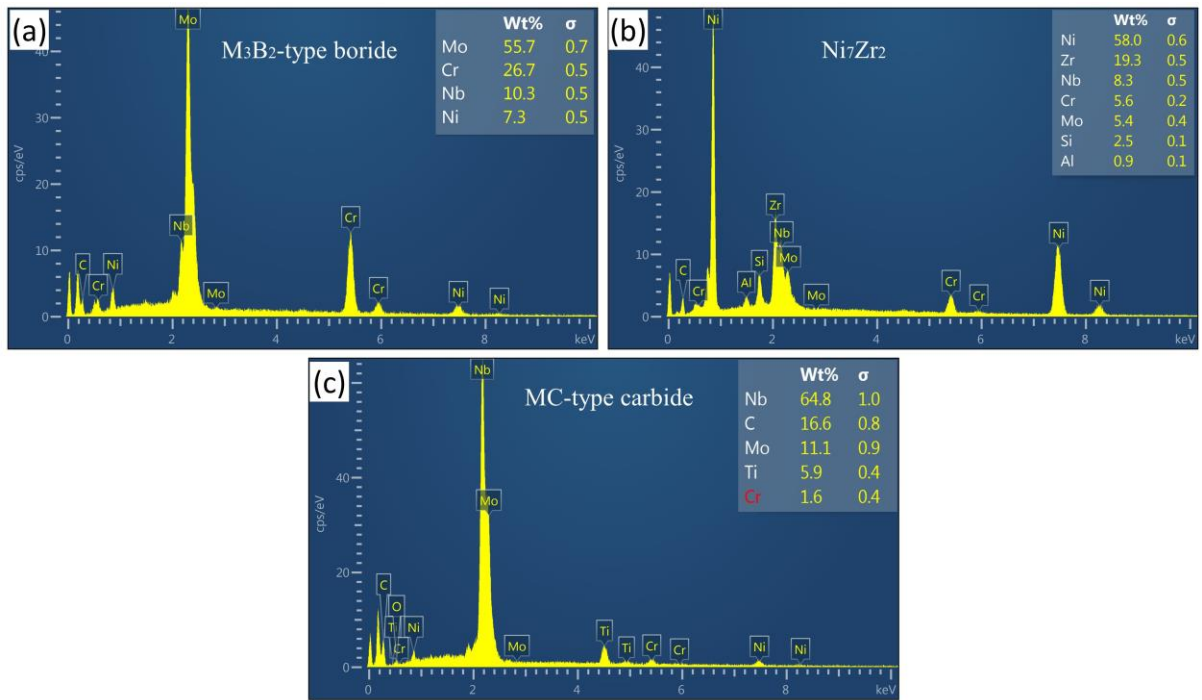 (a)
M3B2-type boride
Wt% σ
Mo 55.7 0.7
Cr 26.7 0.5
Nb 10.3 0.5
Ni 7.3 0.5
Mo
Nb
C
Cr
Ni
Mo
Cr
Cr
Ni
Ni
cps/eV
40
30
20
10
0
0 2 4 6 8 keV
(b)
Ni7Zr2
Wt% σ
Ni 58.0 0.6
Zr 19.3 0.5
Nb 8.3 0.5
Cr 5.6 0.2
Mo 5.4 0.4
Si 2.5 0.1
Al 0.9 0.1
Ni
C
Cr
Al
Si
Zr
Nb
Mo
Mo
Cr
Cr
Ni
Ni
cps/eV
40
30
20
10
0
0 2 4 6 8 keV
(c)
MC-type carbide
Wt% σ
Nb 64.8 1.0
C 16.6 0.8
Mo 11.1 0.9
Ti 5.9 0.4
Cr 1.6 0.4
Nb
Mo
C
O
Ti
Cr
Ni
Mo
Ti
Ti
Cr
Cr
Ni
Ni
cps/eV
40
20
0
0 2 4 6 8 keV